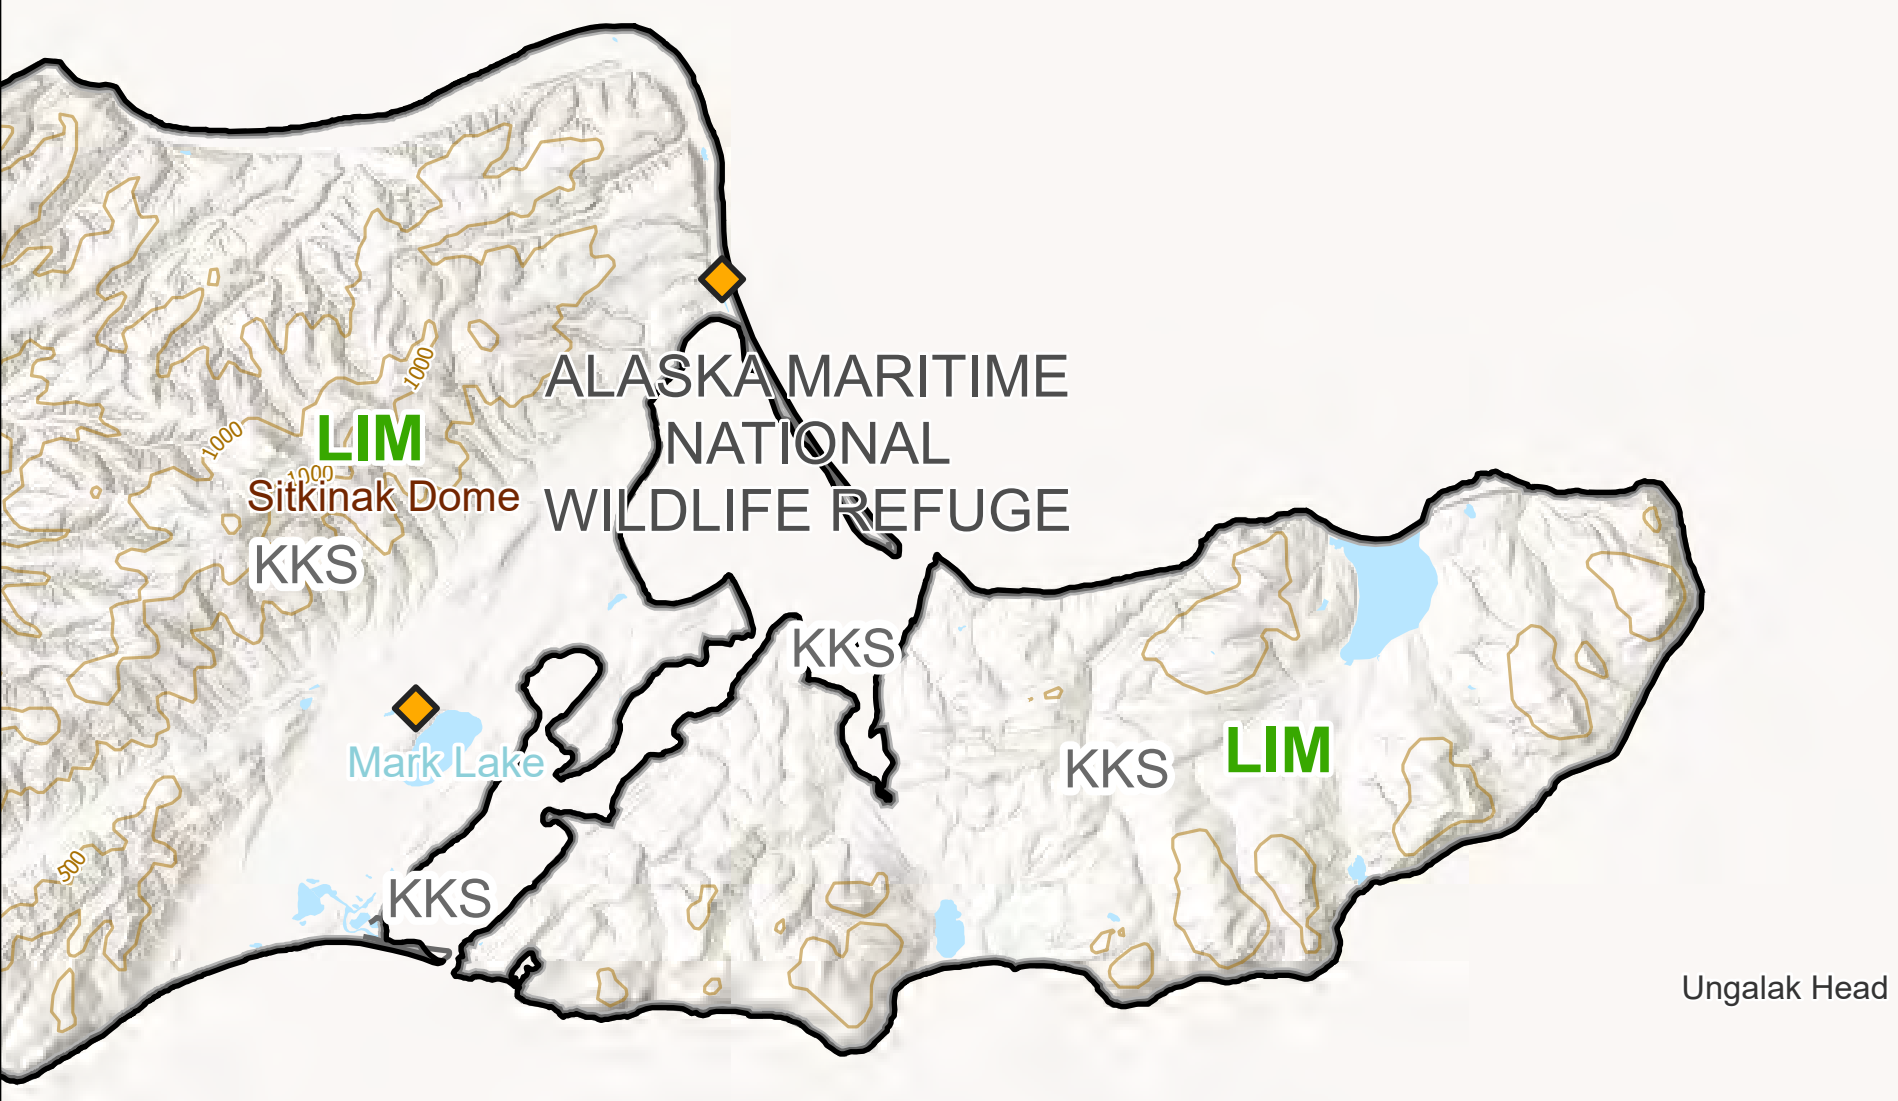 ALASKA MARITIME
NATIONAL
WILDLIFE REFUGE
1000
1000
LIM
1000
Sitkinak Dome
KKS
KKS
KKS
LIM
Mark Lake
500
KKS
Ungalak Head